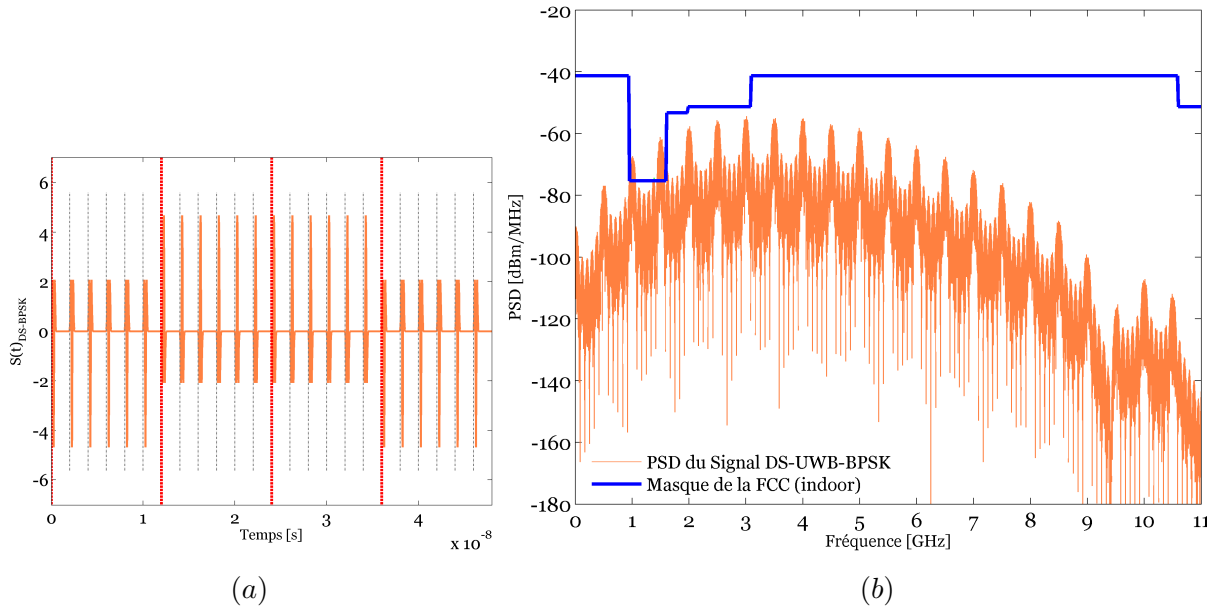 6
4
2
0
-2
-4
-6
S(t)DS-BPSK
0 1 2 3 4
Temps [s]
x 10-8
(a)
-20
-40
-60
-80
-100
-120
-140
-160
-180
PSD [dBm/MHz]
PSD du Signal DS-UWB-BPSK
Masque de la FCC (indoor)
0 1 2 3 4 5 6 7 8 9 10 11
Fréquence [GHz]
(b)